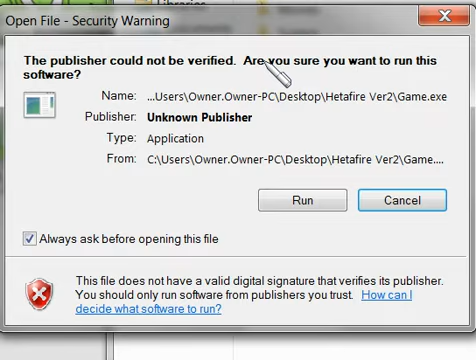 Libraries
Open File - Security Warning
The publisher could not be verified. Are you sure you want to run this
software?
Name: ...Users\Owner.Owner-PC\Desktop\Hetafire Ver2\Game.exe
Publisher: Unknown Publisher
Type: Application
From: C:\Users\Owner.Owner-PC\Desktop\Hetafire Ver2\Game....
Run Cancel
Always ask before opening this file
This file does not have a valid digital signature that verifies its publisher.
You should only run software from publishers you trust. How can I
decide what software to run?